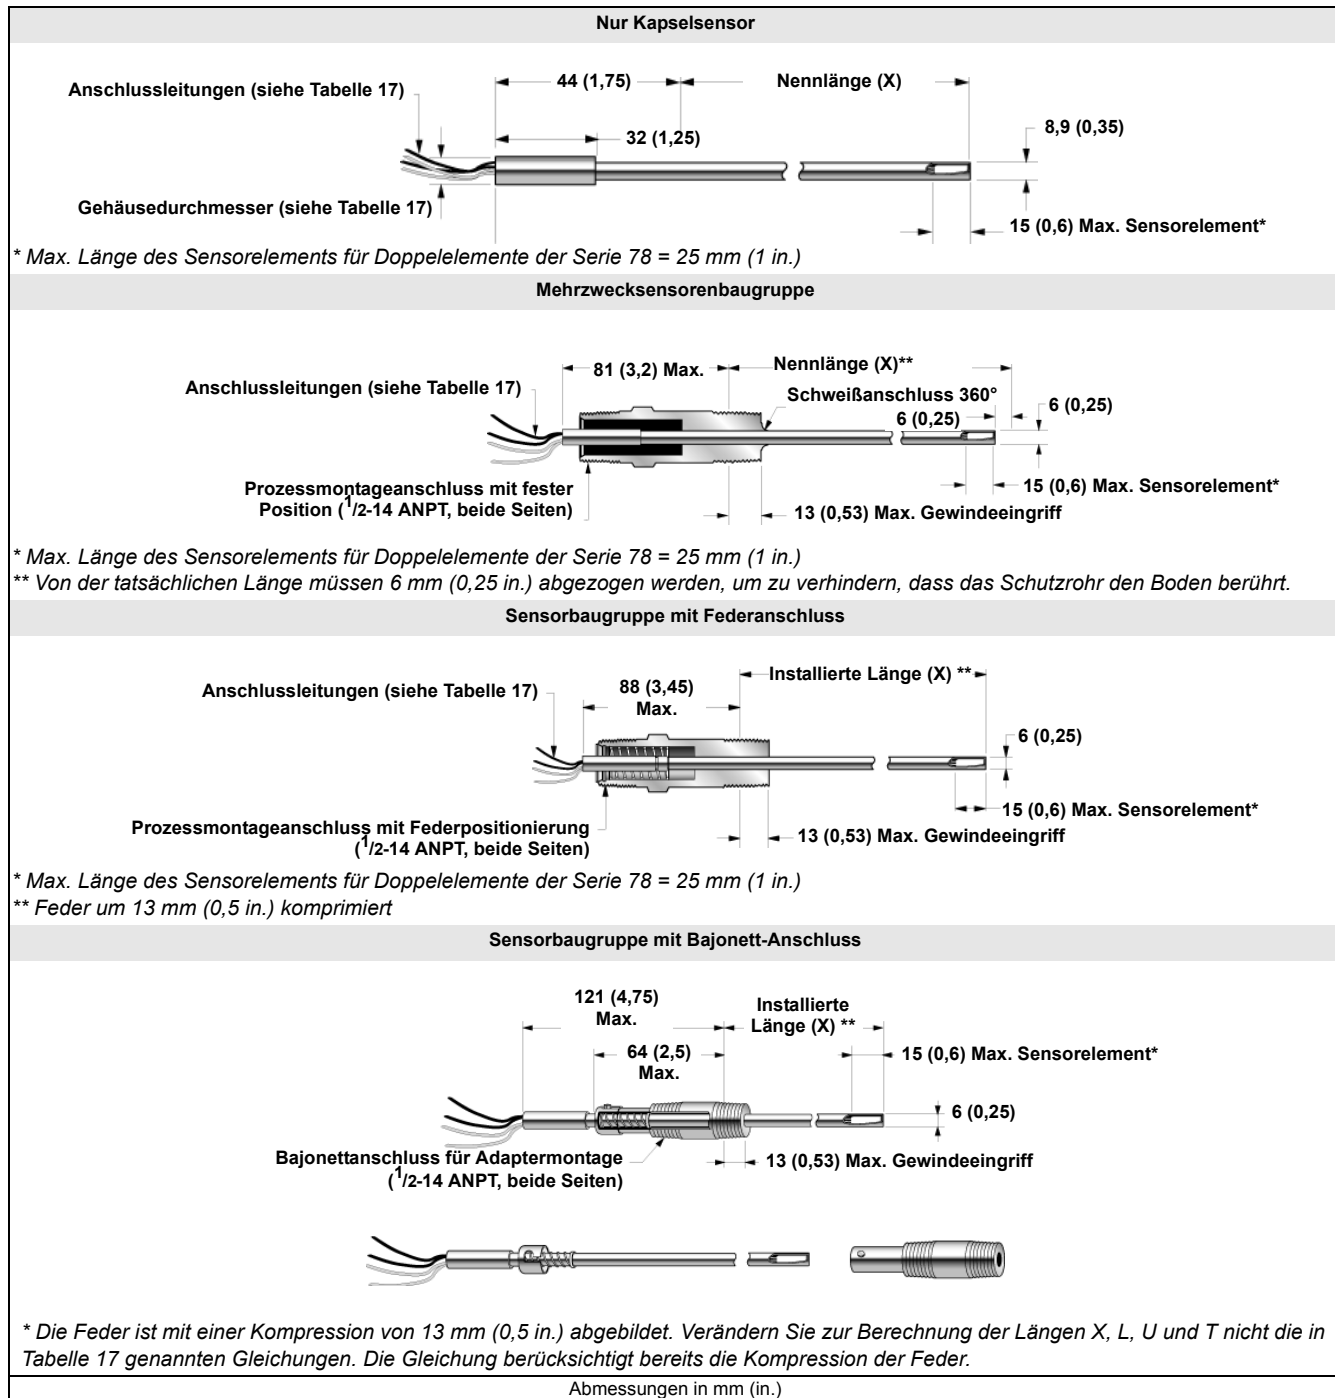 Nur Kapselsensor
44 (1,75)
Nennlänge (X)
Anschlussleitungen (siehe Tabelle 17)
32 (1,25)
8,9 (0,35)
Gehäusedurchmesser (siehe Tabelle 17)
15 (0,6) Max. Sensorelement*
* Max. Länge des Sensorelements für Doppelelemente der Serie 78 = 25 mm (1 in.)
Mehrzwecksensorenbaugruppe
81 (3,2) Max.
Nennlänge (X)**
Anschlussleitungen (siehe Tabelle 17)
Schweißanschluss 360°
6 (0,25)
6 (0,25)
Prozessmontageanschluss mit fester
Position (1/2-14 ANPT, beide Seiten)
15 (0,6) Max. Sensorelement*
13 (0,53) Max. Gewindeeingriff
* Max. Länge des Sensorelements für Doppelelemente der Serie 78 = 25 mm (1 in.)
** Von der tatsächlichen Länge müssen 6 mm (0,25 in.) abgezogen werden, um zu verhindern, dass das Schutzrohr den Boden berührt.
Sensorbaugruppe mit Federanschluss
Installierte Länge (X) **
Anschlussleitungen (siehe Tabelle 17)
88 (3,45)
Max.
6 (0,25)
15 (0,6) Max. Sensorelement*
Prozessmontageanschluss mit Federpositionierung
(1/2-14 ANPT, beide Seiten)
13 (0,53) Max. Gewindeeingriff
* Max. Länge des Sensorelements für Doppelelemente der Serie 78 = 25 mm (1 in.)
** Feder um 13 mm (0,5 in.) komprimiert
Sensorbaugruppe mit Bajonett-Anschluss
121 (4,75)
Max.
Installierte
Länge (X) **
64 (2,5)
Max.
15 (0,6) Max. Sensorelement*
6 (0,25)
Bajonettanschluss für Adaptermontage
(1/2-14 ANPT, beide Seiten)
13 (0,53) Max. Gewindeeingriff
* Die Feder ist mit einer Kompression von 13 mm (0,5 in.) abgebildet. Verändern Sie zur Berechnung der Längen X, L, U und T nicht die in
Tabelle 17 genannten Gleichungen. Die Gleichung berücksichtigt bereits die Kompression der Feder.
Abmessungen in mm (in.)